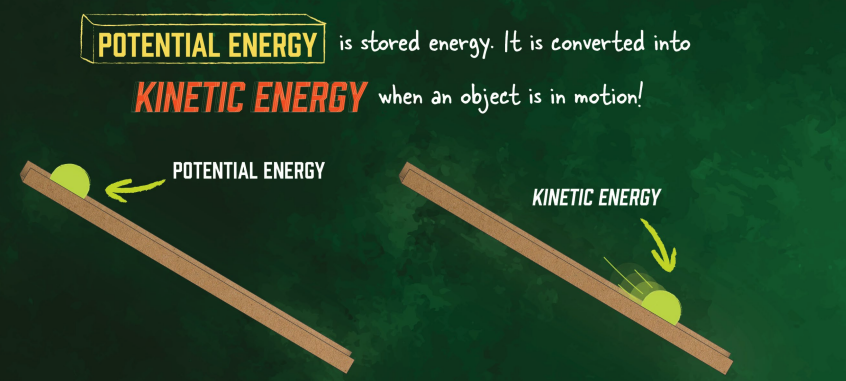 POTENTIAL ENERGY is stored energy. It is converted into
KINETIC ENERGY when an object is in motion!
POTENTIAL ENERGY
KINETIC ENERGY